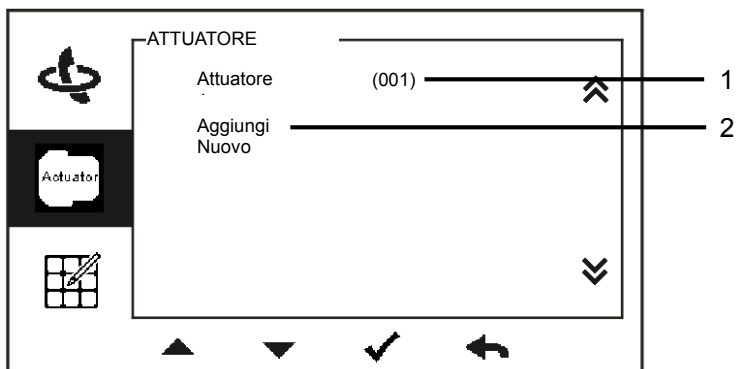 ATTUATORE
Attuatore (001) 1
Aggiungi 2
Nuovo
Actuator